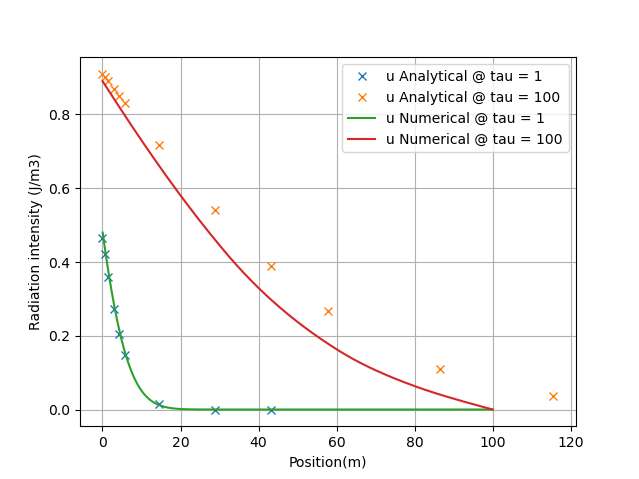 u Analytical @ tau = 1
u Analytical @ tau = 100
u Numerical @ tau = 1
u Numerical @ tau = 100
Radiation intensity (J/m3)
0.8
0.6
0.4
0.2
0.0
0 20 40 60 80 100 120
Position(m)